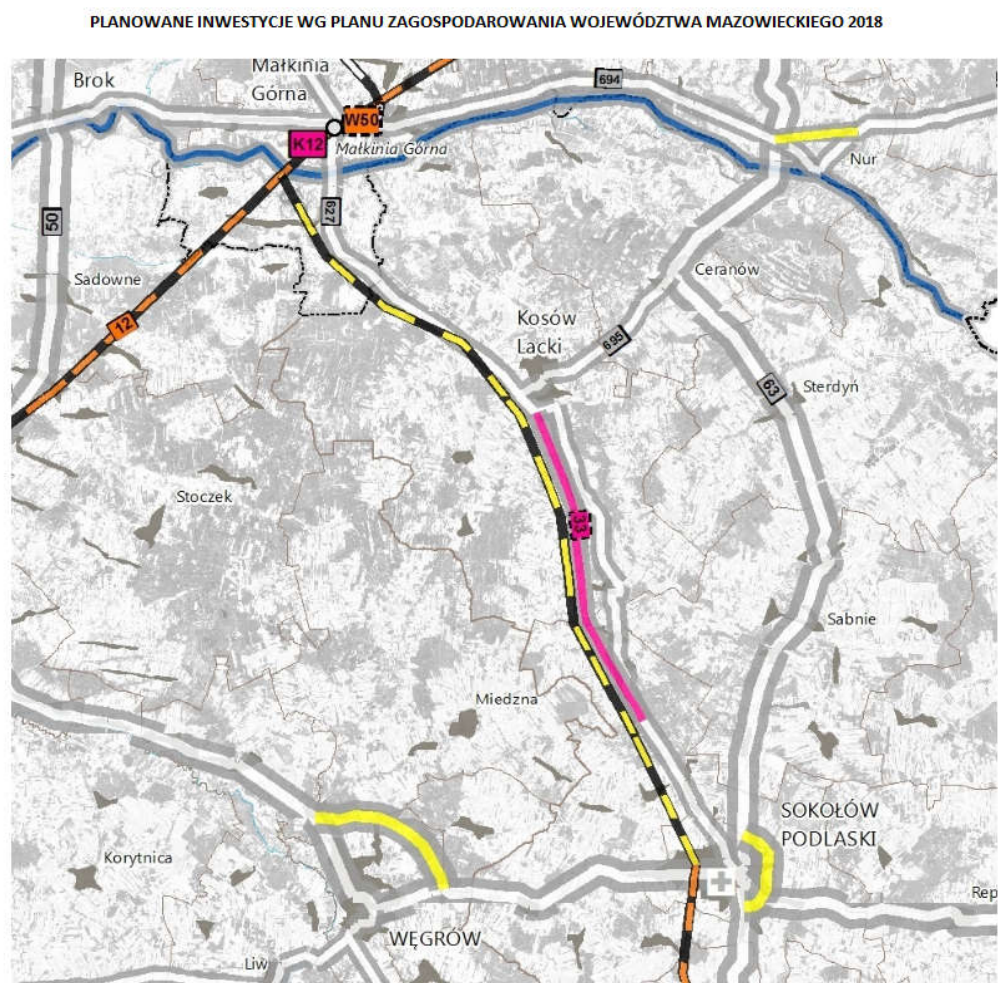 PLANOWANE INWESTYCJE WG PLANU ZAGOSPODAROWANIA WOJEWÓDZTWA MAZOWIECKIEGO 2018
Brok
Małkinia
Górna
694
W50
K12
Małkinia Górna
Nur
627
50
Sadowne
Ceranów
12
Kosów
Lacki
695
63
Sterdyń
Stoczek
33
Sabnie
Miedzna
SOKOŁÓW
PODLASKI
Korytnica
Rep
WĘGRÓW
Liw